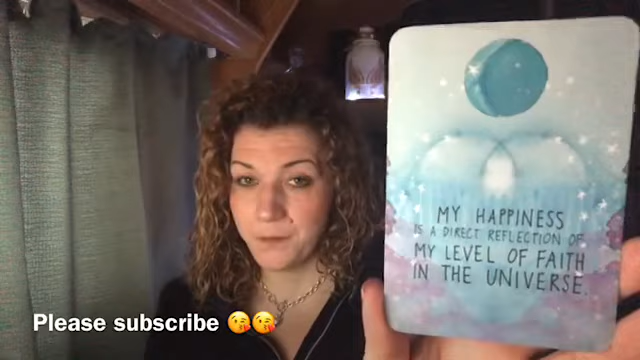 MY HAPPINESS
IS A DIRECT REFLECTION OF
MY LEVEL OF FAITH
IN THE UNIVERSE.
Please subscribe 😘😘